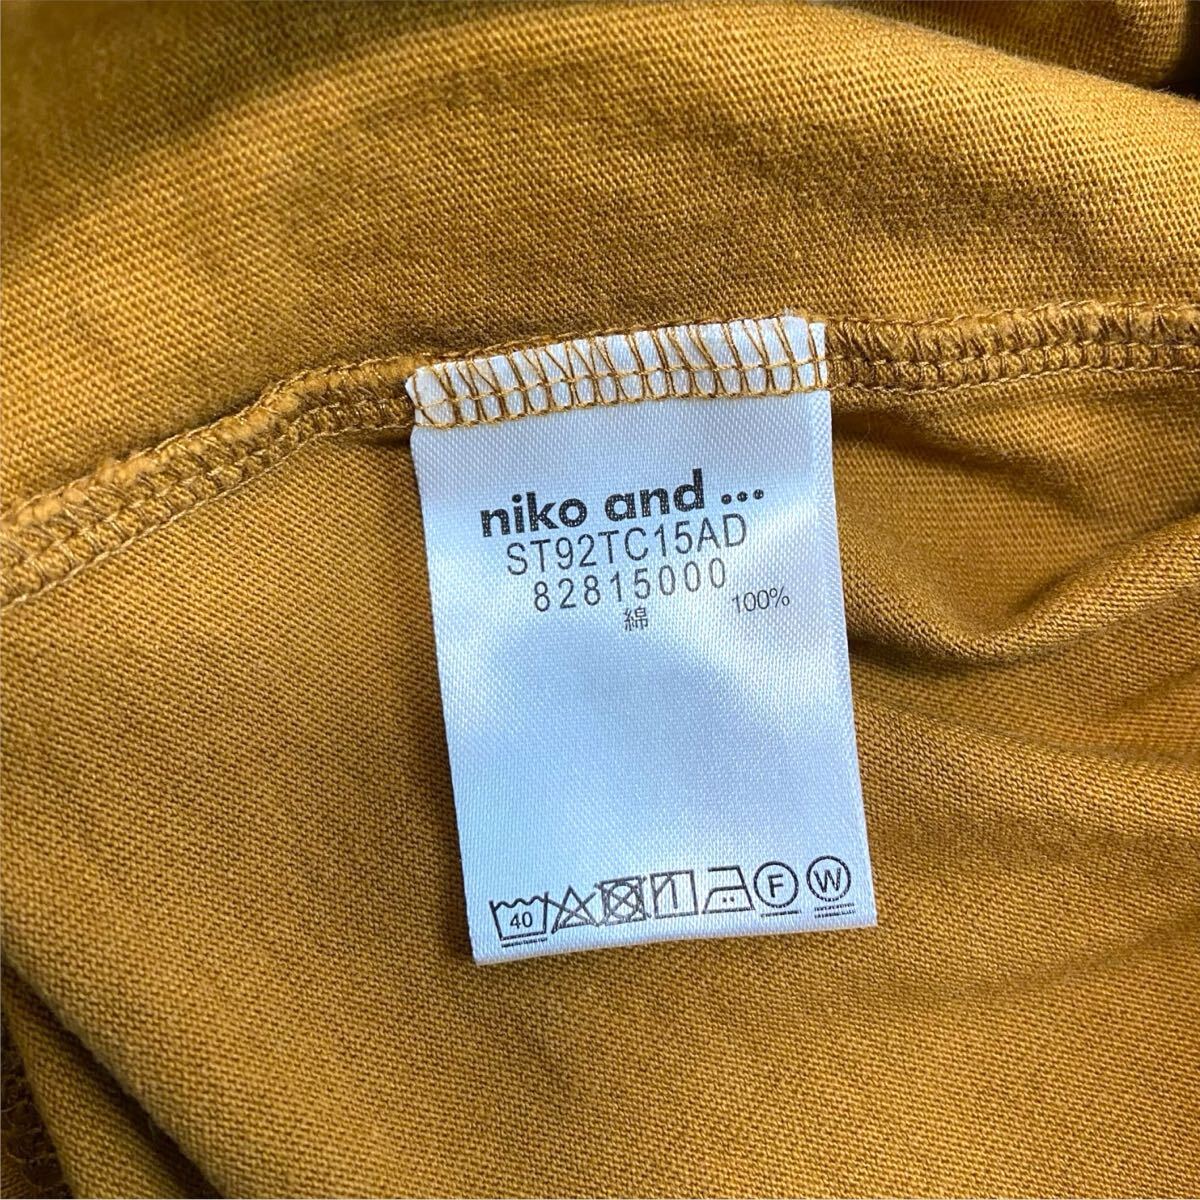 niko and ...
ST92TC15AD
82815000
綿 100%
40 F W